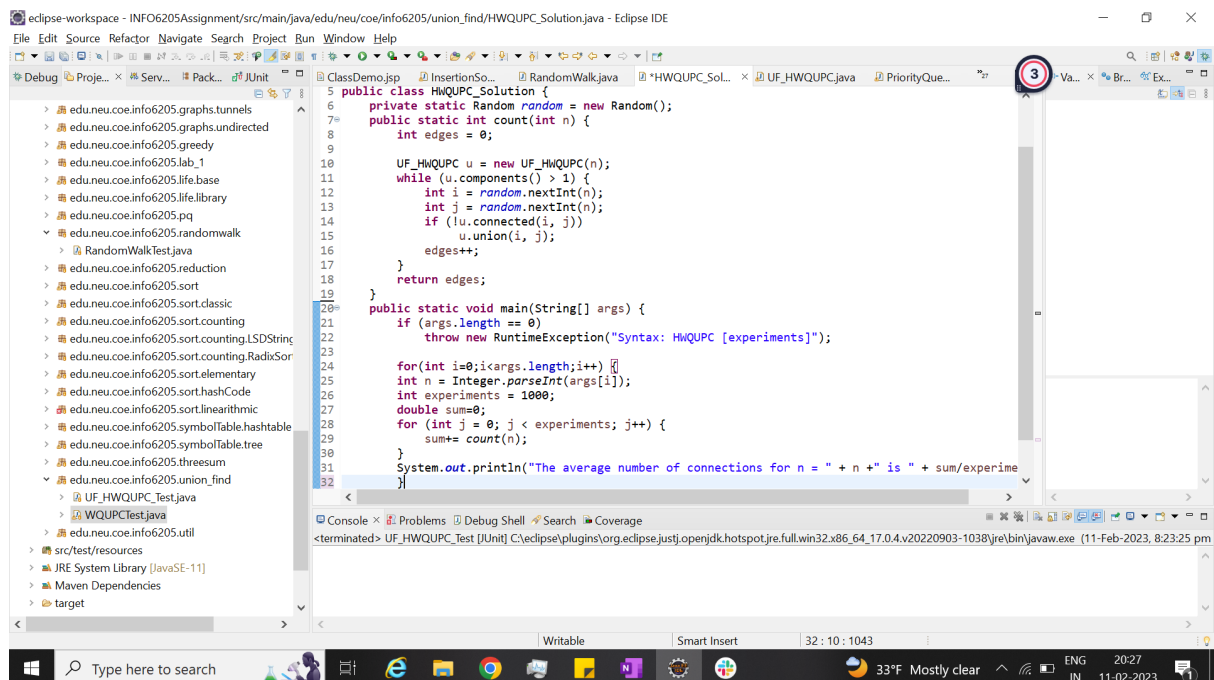 eclipse-workspace - INFO6205Assignment/src/main/java/edu/neu/coe/info6205/union_find/HWQUPC_Solution.java - Eclipse IDE
File Edit Source Refactor Navigate Search Project Run Window Help
Debug Proje... Serv... Pack... JUnit
ClassDemo.jsp InsertionSo... RandomWalk.java *HWQUPC_Sol... UF_HWQUPC.java PriorityQue... 27 3 Va... Br... Ex...
edu.neu.coe.info6205.graphs.tunnels
edu.neu.coe.info6205.graphs.undirected
edu.neu.coe.info6205.greedy
edu.neu.coe.info6205.lab_1
edu.neu.coe.info6205.life.base
edu.neu.coe.info6205.life.library
edu.neu.coe.info6205.pq
edu.neu.coe.info6205.randomwalk
RandomWalkTest.java
edu.neu.coe.info6205.reduction
edu.neu.coe.info6205.sort
edu.neu.coe.info6205.sort.classic
edu.neu.coe.info6205.sort.counting
edu.neu.coe.info6205.sort.counting.LSDString
edu.neu.coe.info6205.sort.counting.RadixSor
edu.neu.coe.info6205.sort.elementary
edu.neu.coe.info6205.sort.hashCode
edu.neu.coe.info6205.sort.linearithmic
edu.neu.coe.info6205.symbolTable.hashtable
edu.neu.coe.info6205.symbolTable.tree
edu.neu.coe.info6205.threesum
edu.neu.coe.info6205.union_find
UF_HWQUPC_Test.java
WQUPCTest.java
edu.neu.coe.info6205.util
src/test/resources
JRE System Library [JavaSE-11]
Maven Dependencies
target
5 public class HWQUPC_Solution {
6 private static Random random = new Random();
7 public static int count(int n) {
8 int edges = 0;
9
10 UF_HWQUPC u = new UF_HWQUPC(n);
11 while (u.components() > 1) {
12 int i = random.nextInt(n);
13 int j = random.nextInt(n);
14 if (!u.connected(i, j))
15 u.union(i, j);
16 edges++;
17 }
18 return edges;
19 }
20 public static void main(String[] args) {
21 if (args.length == 0)
22 throw new RuntimeException("Syntax: HWQUPC [experiments]");
23
24 for(int i=0;i<args.length;i++) {
25 int n = Integer.parseInt(args[i]);
26 int experiments = 1000;
27 double sum=0;
28 for (int j = 0; j < experiments; j++) {
29 sum+= count(n);
30 }
31 System.out.println("The average number of connections for n = " + n +" is " + sum/experime
32 }
Console Problems Debug Shell Search Coverage
<terminated> UF_HWQUPC_Test [JUnit] C:\eclipse\plugins\org.eclipse.justj.openjdk.hotspot.jre.full.win32.x86_64_17.0.4.v20220903-1038\jre\bin\javaw.exe (11-Feb-2023, 8:23:25 pm
Writable Smart Insert 32 : 10 : 1043
Type here to search 33°F Mostly clear ENG 20:27
IN 11-02-2023 1